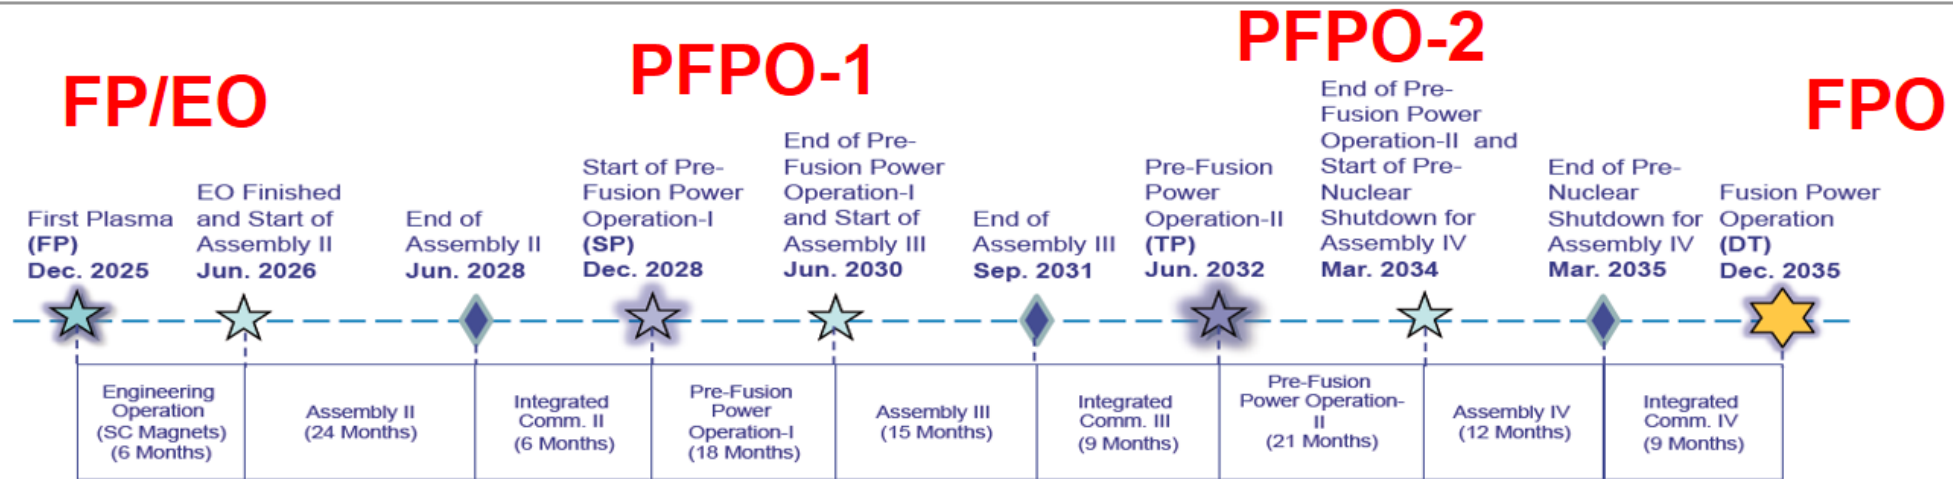 FP/EO
PFPO-1
PFPO-2
FPO
First Plasma
(FP)
Dec. 2025
EO Finished
and Start of
Assembly II
Jun. 2026
End of
Assembly II
Jun. 2028
Start of Pre-
Fusion Power
Operation-I
(SP)
Dec. 2028
End of Pre-
Fusion Power
Operation-I
and Start of
Assembly III
Jun. 2030
End of
Assembly III
Sep. 2031
Pre-Fusion
Power
Operation-II
(TP)
Jun. 2032
End of Pre-
Fusion Power
Operation-II and
Start of Pre-
Nuclear
Shutdown for
Assembly IV
Mar. 2034
End of Pre-
Nuclear
Shutdown for
Assembly IV
Mar. 2035
Fusion Power
Operation
(DT)
Dec. 2035
Engineering
Operation
(SC Magnets)
(6 Months)
Assembly II
(24 Months)
Integrated
Comm. II
(6 Months)
Pre-Fusion
Power
Operation-I
(18 Months)
Assembly III
(15 Months)
Integrated
Comm. III
(9 Months)
Pre-Fusion
Power Operation-
II
(21 Months)
Assembly IV
(12 Months)
Integrated
Comm. IV
(9 Months)